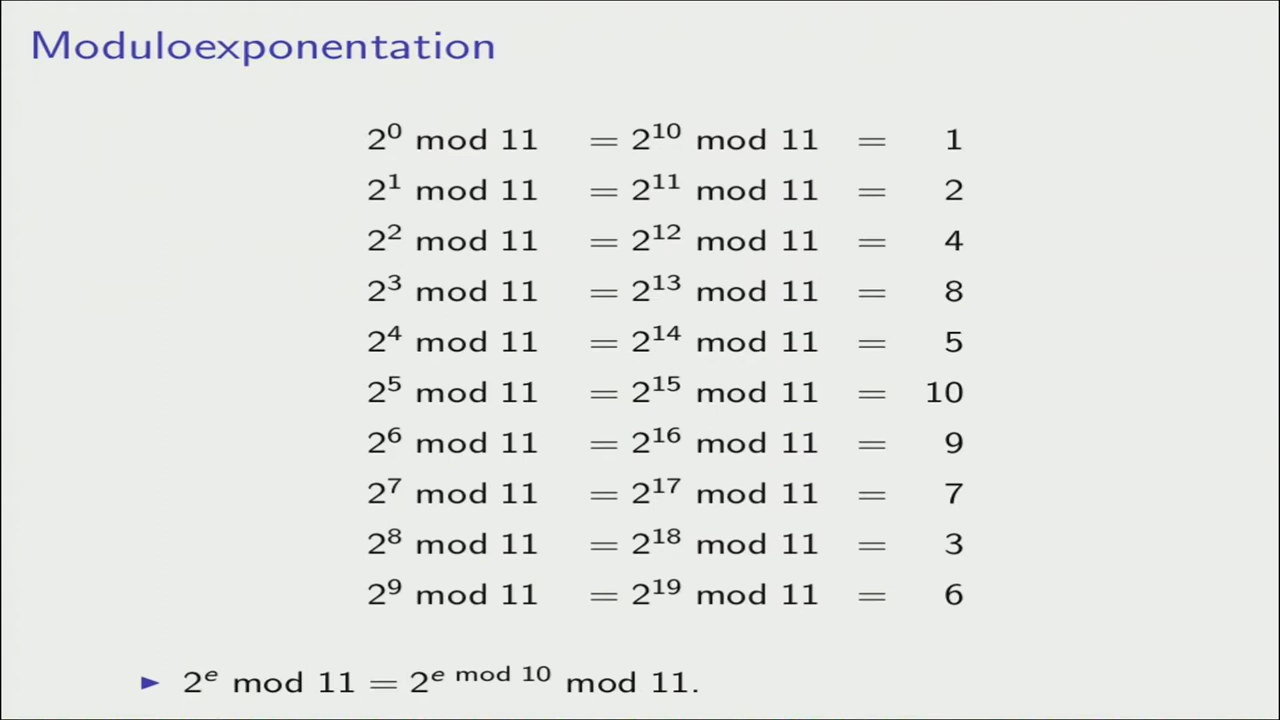 Moduloexponentation
2⁰ mod 11 = 2¹⁰ mod 11 = 1
2¹ mod 11 = 2¹¹ mod 11 = 2
2² mod 11 = 2¹² mod 11 = 4
2³ mod 11 = 2¹³ mod 11 = 8
2⁴ mod 11 = 2¹⁴ mod 11 = 5
2⁵ mod 11 = 2¹⁵ mod 11 = 10
2⁶ mod 11 = 2¹⁶ mod 11 = 9
2⁷ mod 11 = 2¹⁷ mod 11 = 7
2⁸ mod 11 = 2¹⁸ mod 11 = 3
2⁹ mod 11 = 2¹⁹ mod 11 = 6
► 2ᵉ mod 11 = 2ᵉ ᵐᵒᵈ ¹⁰ mod 11.